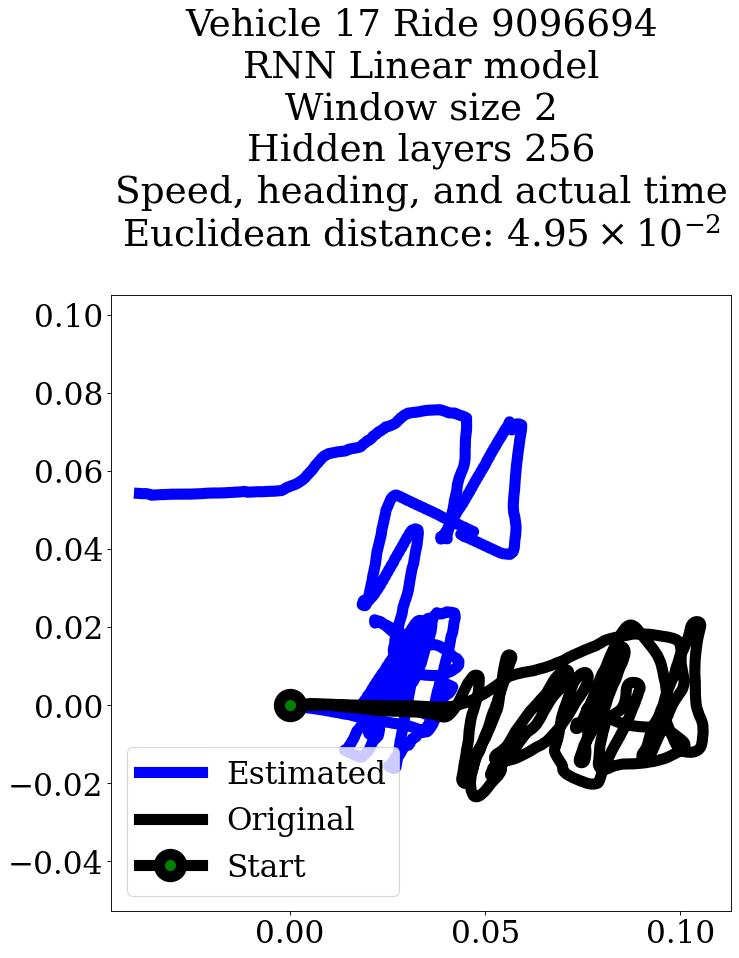 Vehicle 17 Ride 9096694
RNN Linear model
Window size 2
Hidden layers 256
Speed, heading, and actual time
Euclidean distance: 4.95 × 10⁻²
0.10
0.08
0.06
0.04
0.02
0.00
−0.02
−0.04
Estimated
Original
Start
0.00 0.05 0.10